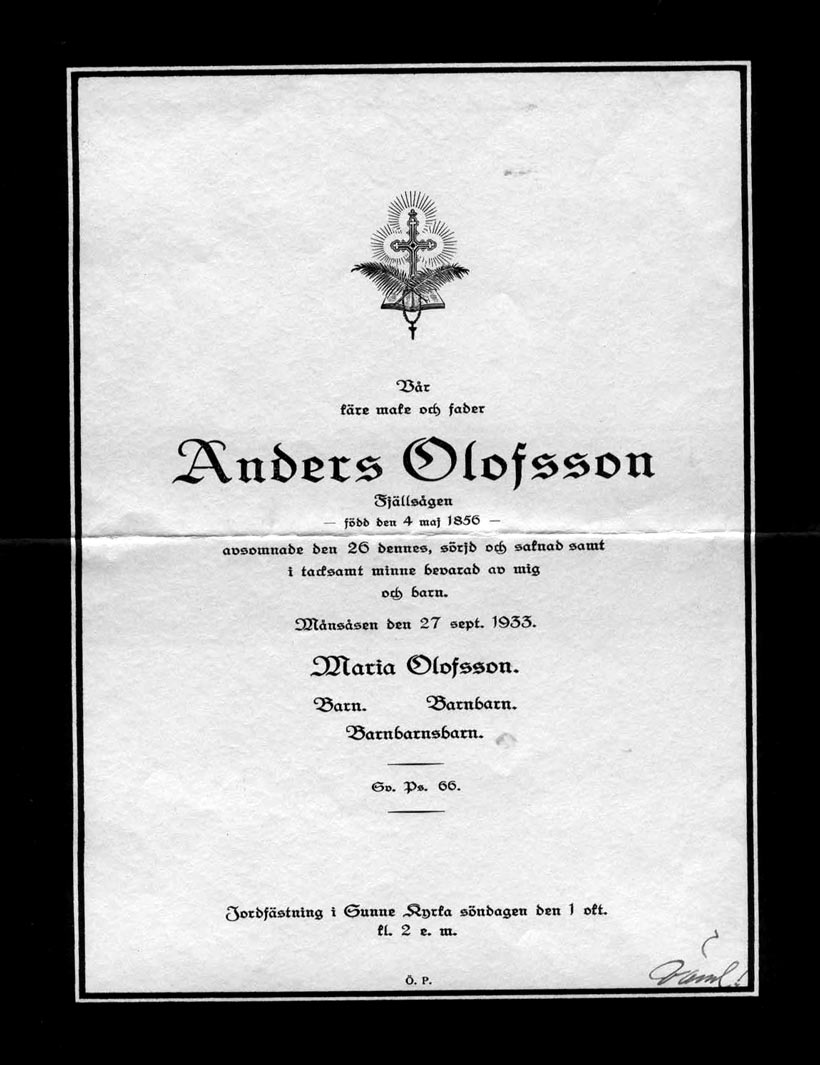 Vår
käre make och fader
Anders Olofsson
Fjällsågen
— född den 4 maj 1856 —
avsomnade den 26 dennes, sörjd och saknad samt
i tacksamt minne bevarad av mig
och barn.
Månsåsen den 27 sept. 1933.
Maria Olofsson.
Barn. Barnbarn.
Barnbarnsbarn.
Sv. Ps. 66.
Jordfästning i Sunne Kyrka söndagen den 1 okt.
kl. 2 e. m.
Ö. P.